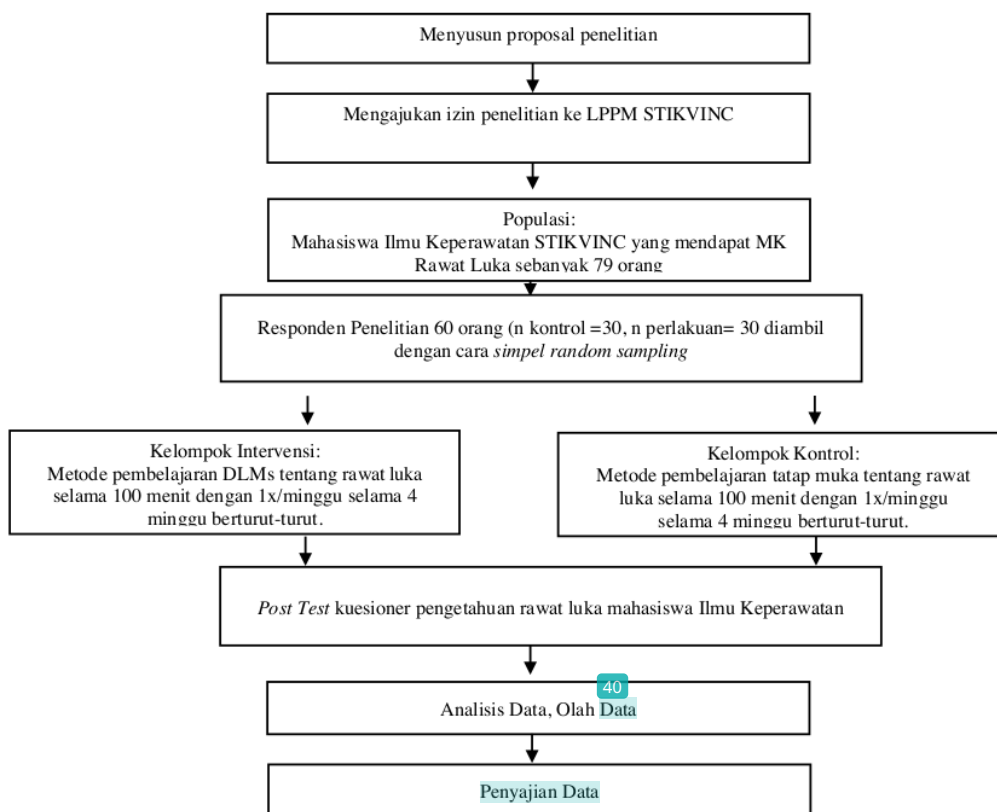 Menyusun proposal penelitian
Mengajukan izin penelitian ke LPPM STIKVINC
Populasi:
Mahasiswa Ilmu Keperawatan STIKVINC yang mendapat MK
Rawat Luka sebanyak 79 orang
Responden Penelitian 60 orang (n kontrol =30, n perlakuan= 30 diambil
dengan cara simpel random sampling
Kelompok Intervensi:
Metode pembelajaran DLMs tentang rawat luka
selama 100 menit dengan 1x/minggu selama 4
minggu berturut-turut.
Kelompok Kontrol:
Metode pembelajaran tatap muka tentang rawat
luka selama 100 menit dengan 1x/minggu
selama 4 minggu berturut-turut.
Post Test kuesioner pengetahuan rawat luka mahasiswa Ilmu Keperawatan
40
Analisis Data, Olah Data
Penyajian Data